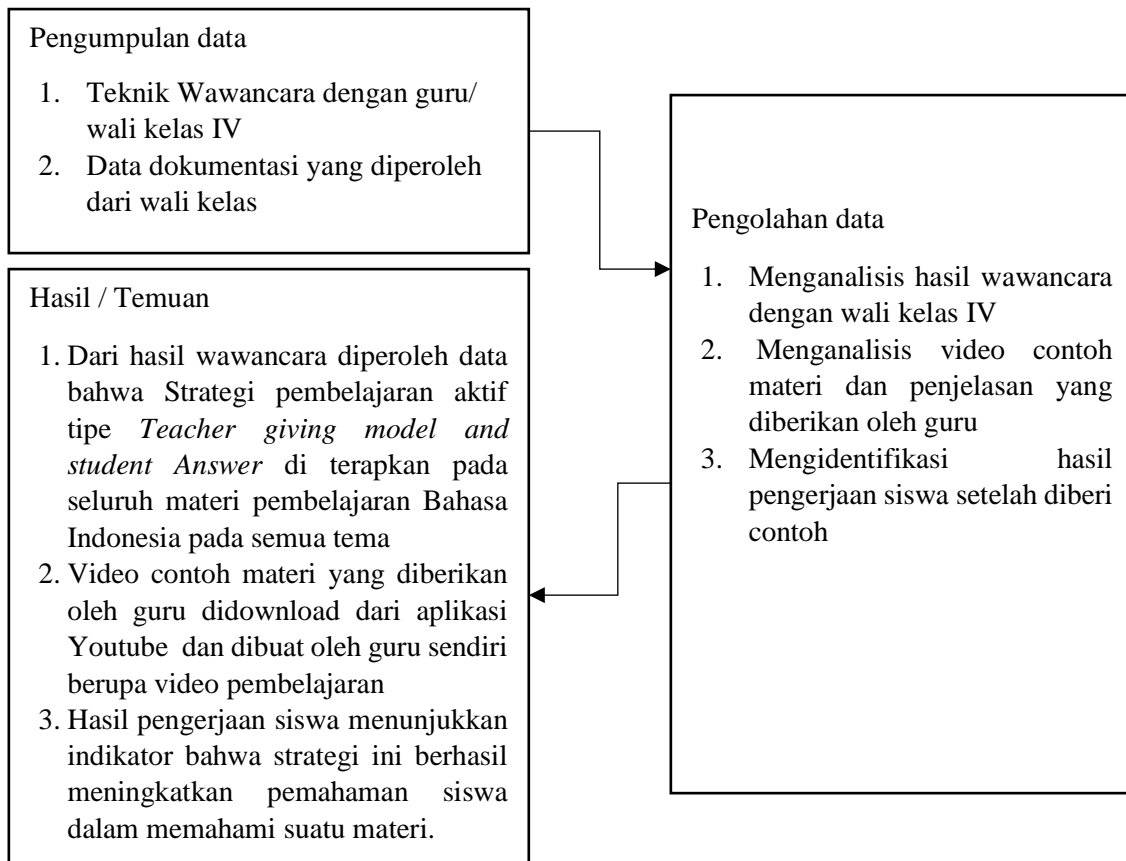 Pengumpulan data
1. Teknik Wawancara dengan guru/
wali kelas IV
2. Data dokumentasi yang diperoleh
dari wali kelas
Pengolahan data
1. Menganalisis hasil wawancara
dengan wali kelas IV
2. Menganalisis video contoh
materi dan penjelasan yang
diberikan oleh guru
3. Mengidentifikasi hasil
pengerjaan siswa setelah diberi
contoh
Hasil / Temuan
1. Dari hasil wawancara diperoleh data
bahwa Strategi pembelajaran aktif
tipe Teacher giving model and
student Answer di terapkan pada
seluruh materi pembelajaran Bahasa
Indonesia pada semua tema
2. Video contoh materi yang diberikan
oleh guru didownload dari aplikasi
Youtube dan dibuat oleh guru sendiri
berupa video pembelajaran
3. Hasil pengerjaan siswa menunjukkan
indikator bahwa strategi ini berhasil
meningkatkan pemahaman siswa
dalam memahami suatu materi.